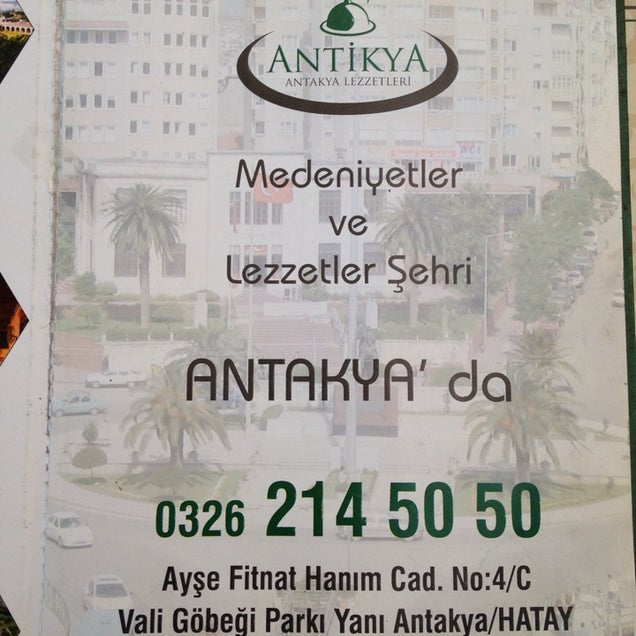 ANTİKYA
ANTAKYA LEZZETLERİ
Medeniyetler
ve
Lezzetler Şehri
ANTAKYA' da
0326 214 50 50
Ayşe Fitnat Hanım Cad. No:4/C
Vali Göbeği Parkı Yanı Antakya/HATAY